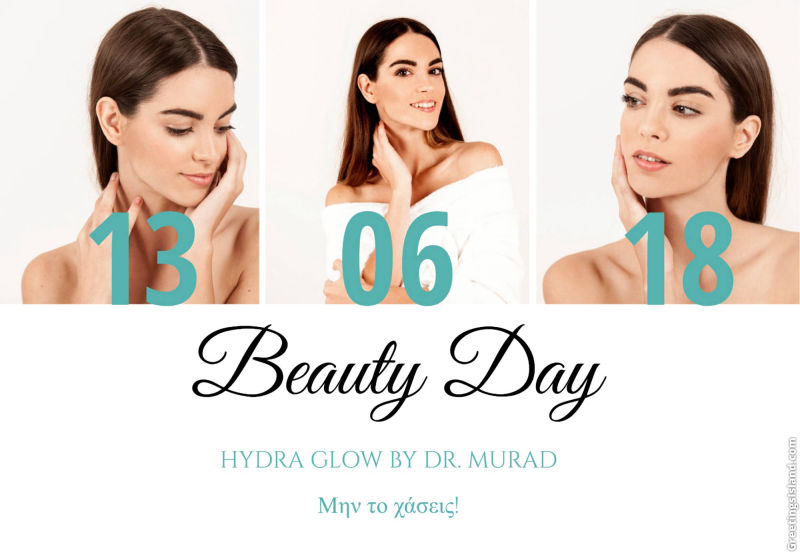 13 06 18
Beauty Day
HYDRA GLOW BY DR. MURAD
Μην το χάσεις!
Greetingsisland.com